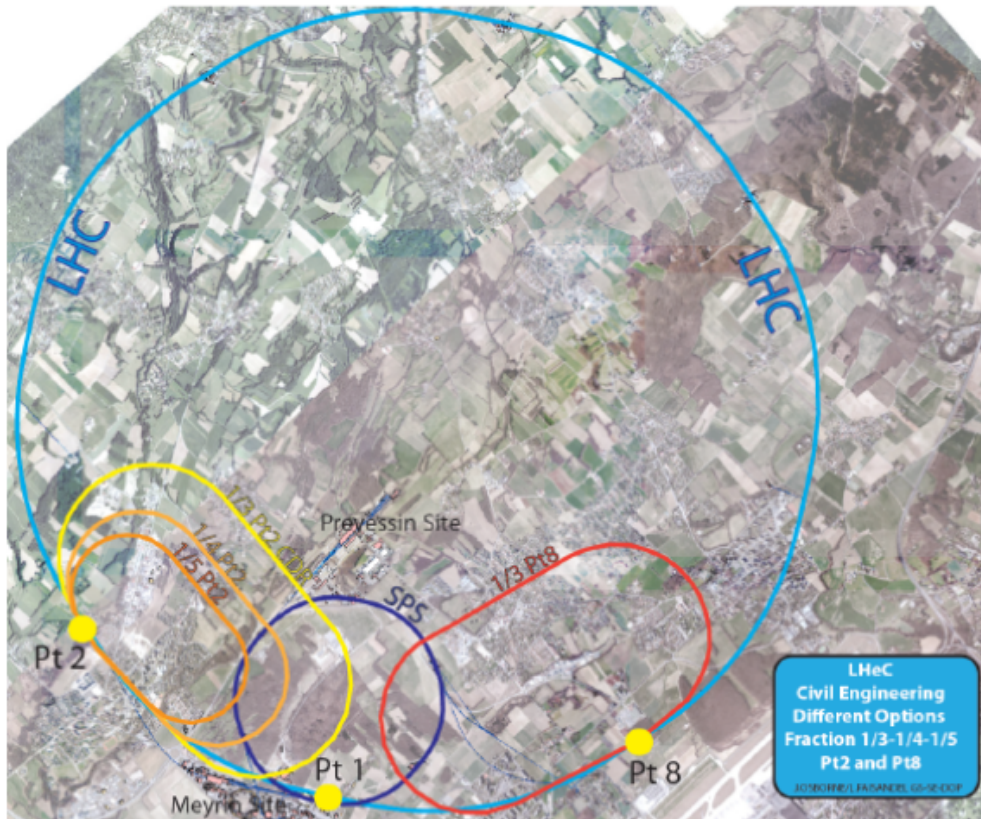 LHC
LHC
1/3 Pt2
1/4 Pt2
1/5 Pt2
Prevessin Site
1/3 Pt8
SPS
Pt 2
Pt 1
Pt 8
Meyrin Site
LHeC
Civil Engineering
Different Options
Fraction 1/3-1/4-1/5
Pt2 and Pt8